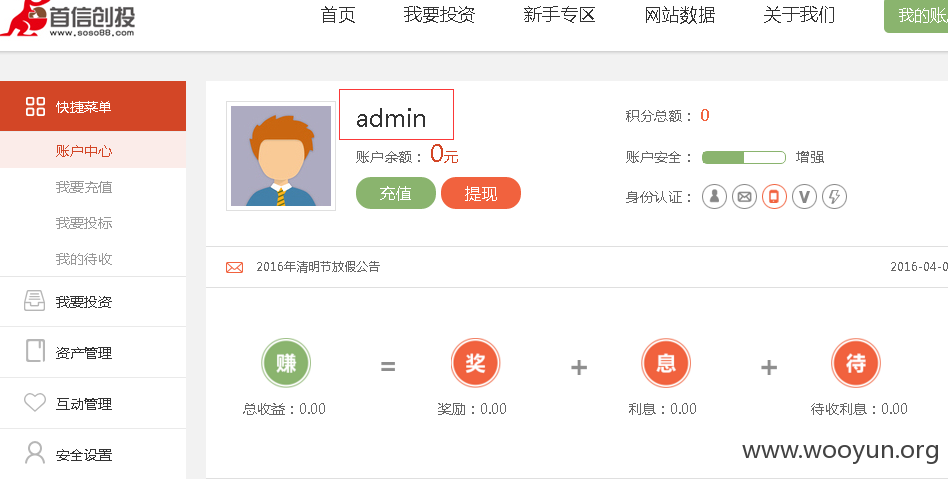 首信创投
www.soso88.com
首页 我要投资 新手专区 网站数据 关于我们 我的账
快捷菜单
账户中心
我要充值
我要投标
我的待收
我要投资
资产管理
互动管理
安全设置
admin
账户余额：0元
充值 提现
积分总额：0
账户安全： 增强
身份认证： V
2016年清明节放假公告 2016-04-0
赚 = 奖 + 息 + 待
总收益：0.00 奖励：0.00 利息：0.00 待收利息：0.00
www.wooyun.org